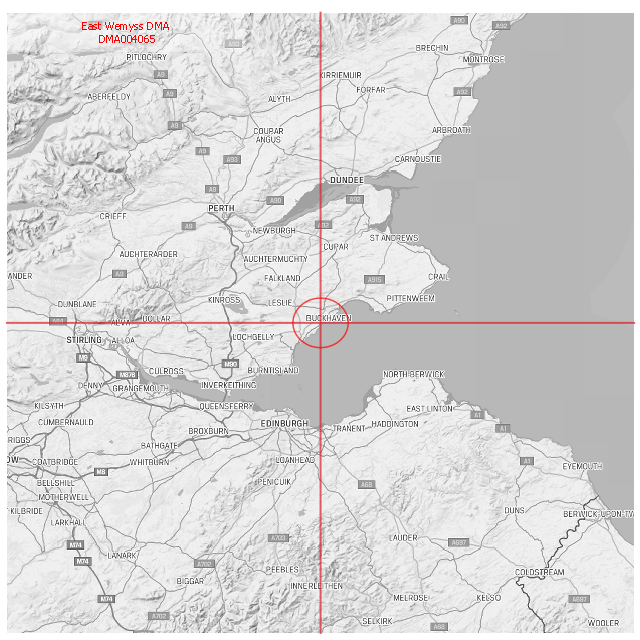 East Wemyss DMA
DMA004065
A90
A92
BRECHIN
PITLOCHRY
MONTROSE
A9
KIRRIEMUIR
FORFAR
A92
ABERFELDY
A9
ALYTH
A9
COUPAR
ANGUS
ARBROATH
A9
A93
CARNOUSTIE
DUNDEE
A9
A90
A92
PERTH
CRIEFF
A9
A92
NEWBURGH
ST ANDREWS
CUPAR
AUCHTERARDER
AUCHTERMUCHTY
ANDER
A9
FALKLAND
A915
CRAIL
DUNBLANE
KINROSS
LESLIE
PITTENWEEM
ALVA
DOLLAR
BUCKHAVEN
STIRLING
ALLOA
LOCHGELLY
M9
M90
CULROSS
BURNTISLAND
M876
NORTH BERWICK
DENNY
GRANGEMOUTH
INVERKEITHING
KILSYTH
QUEENSFERRY
EAST LINTON
A1
CUMBERNAULD
EDINBURGH
TRANENT
HADDINGTON
A1
BROXBURN
RIGGS
BATHGATE
OW
COATBRIDGE
WHITBURN
LOANHEAD
A1
EYEMOUTH
M8
BELLSHILL
PENICUIK
A68
MOTHERWELL
KILBRIDE
DUNS
BERWICK-UPON-TW
LARKHALL
A703
LAUDER
A697
M74
LANARK
M74
A702
PEEBLES
COLDSTREAM
BIGGAR
INNERLEITHEN
M74
MELROSE
KELSO
A697
A702
SELKIRK
A68
WOOLER